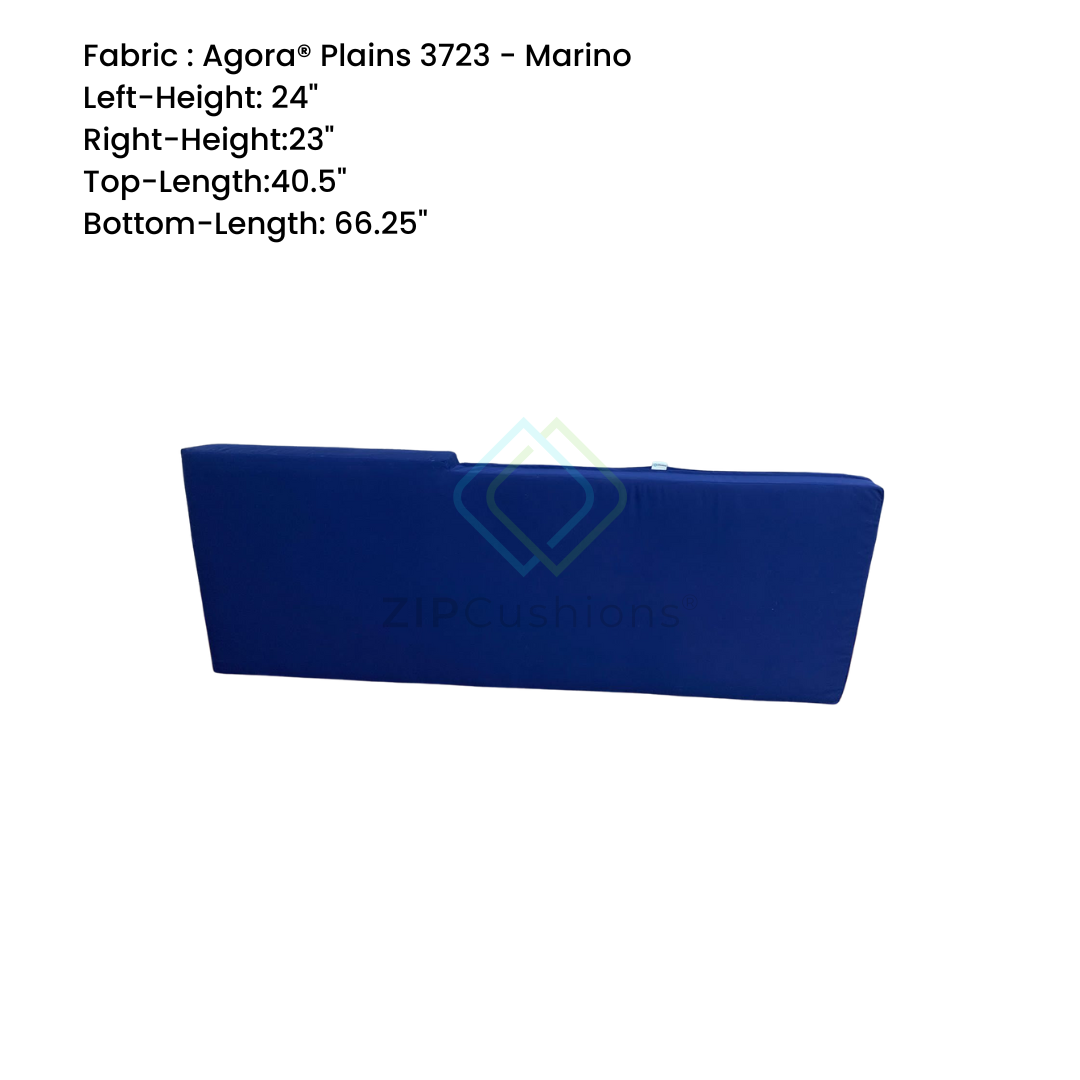 Fabric : Agora® Plains 3723 - Marino
Left-Height: 24"
Right-Height:23"
Top-Length:40.5"
Bottom-Length: 66.25"
ZIPCushions®